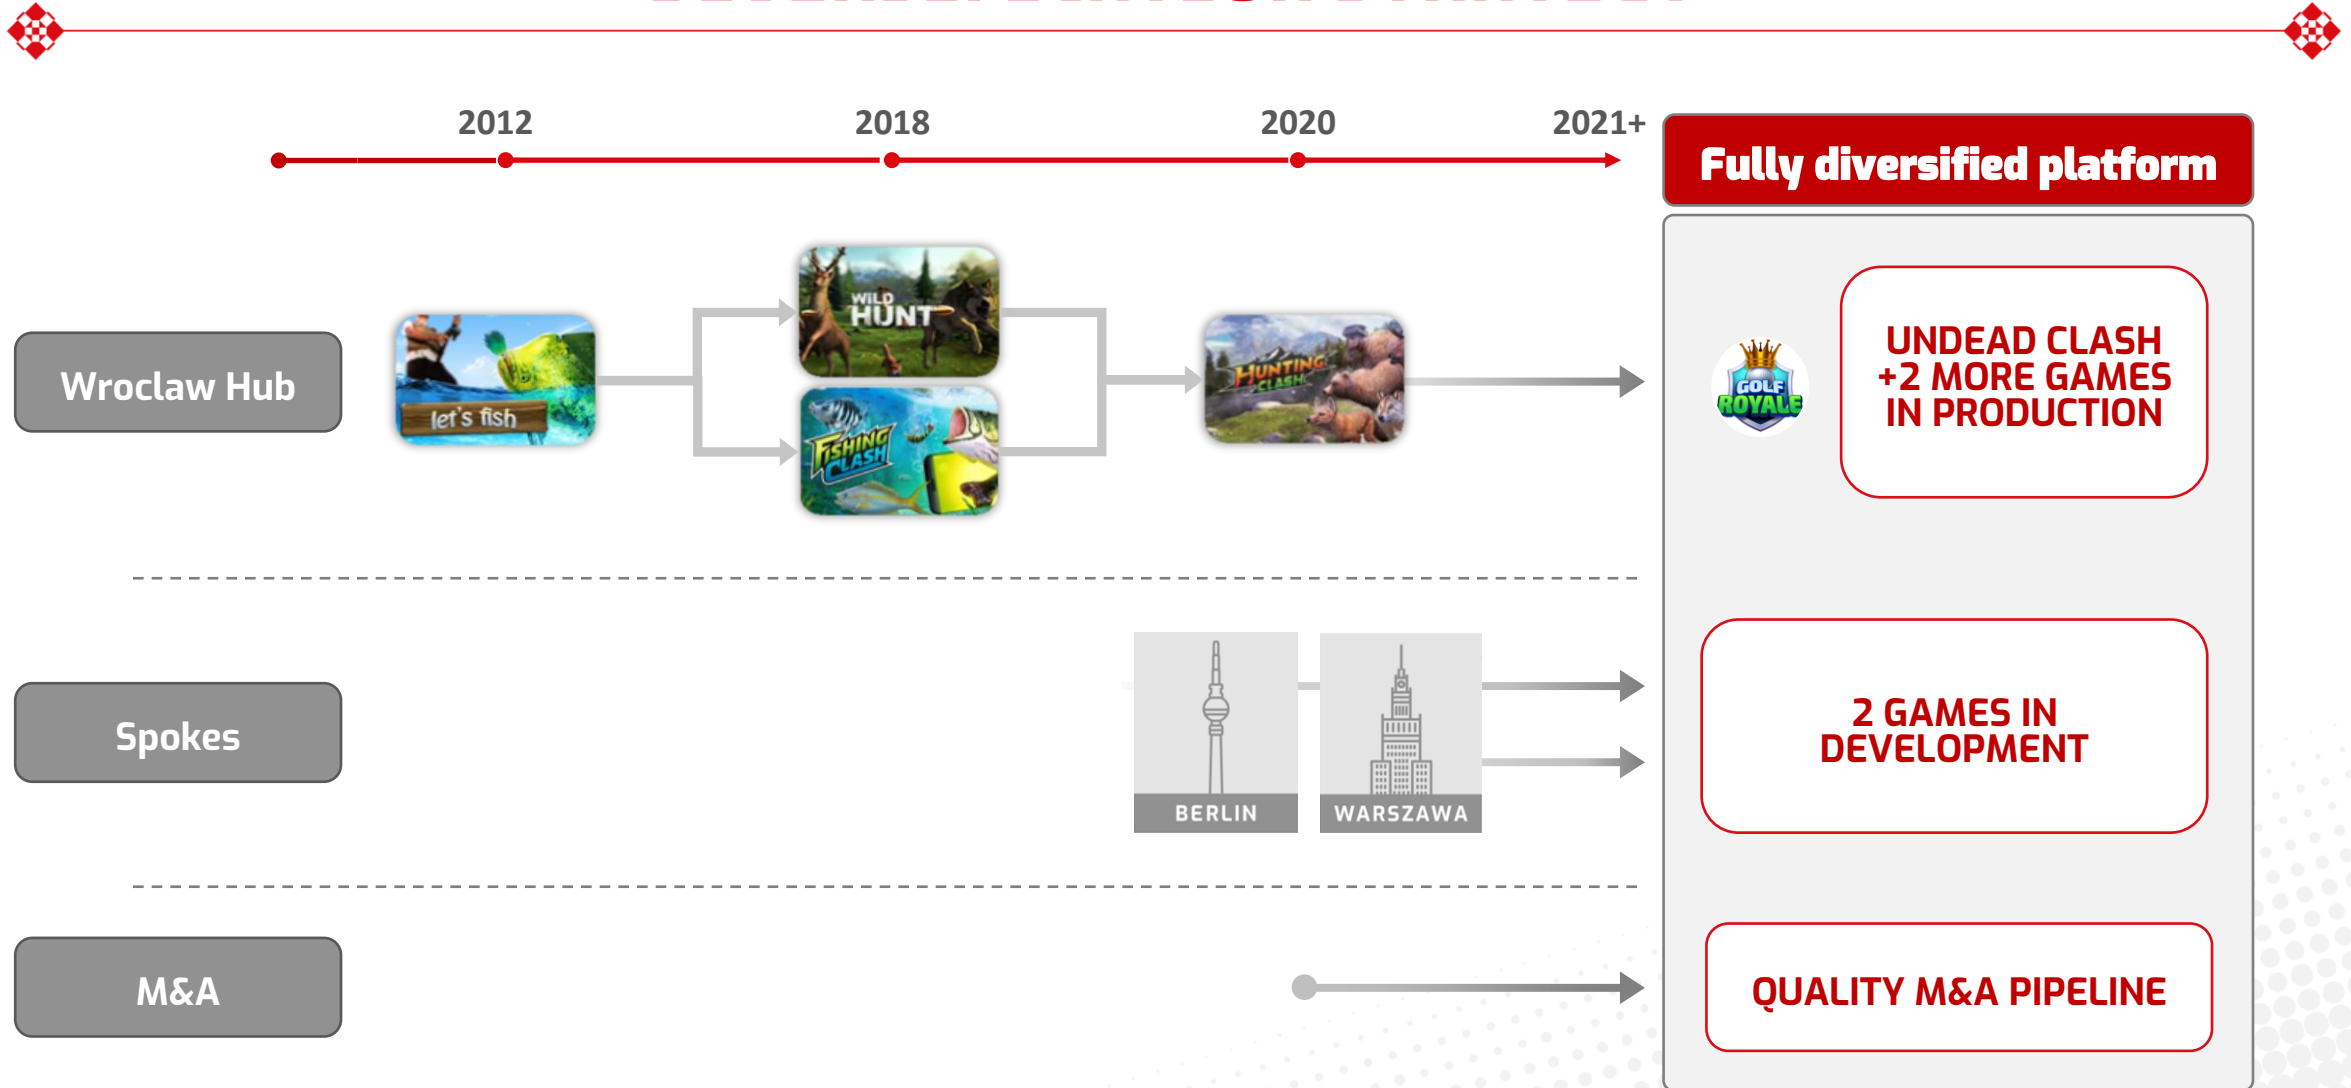 2012
2018
2020
2021+
Fully diversified platform
Wroclaw Hub
let's fish
WILD
HUNT
FISHING
CLASH
HUNTING
CLASH
GOLF
ROYALE
UNDEAD CLASH
+2 MORE GAMES
IN PRODUCTION
Spokes
BERLIN
WARSZAWA
2 GAMES IN
DEVELOPMENT
M&A
QUALITY M&A PIPELINE